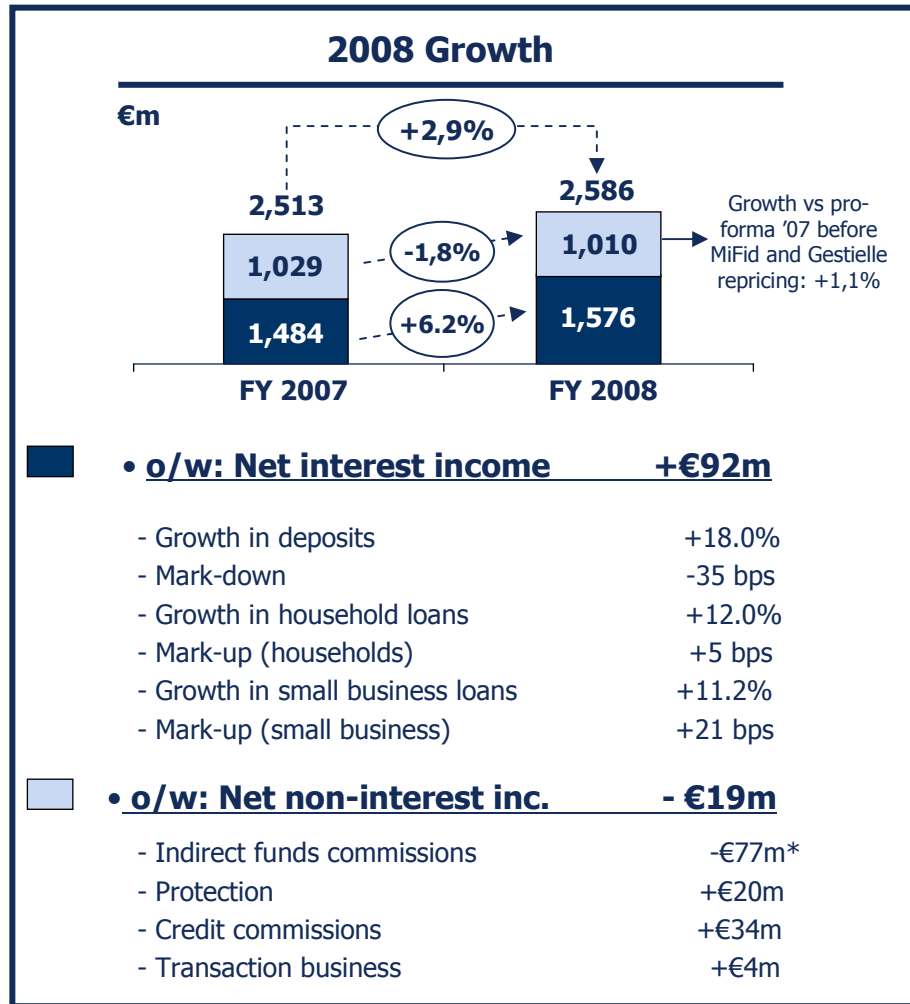 2008 Growth
€m
+2,9%
2,513
2,586
1,029
-1,8%
1,010
Growth vs pro-
forma ’07 before
MiFid and Gestielle
repricing: +1,1%
1,484
+6.2%
1,576
FY 2007
FY 2008
• o/w: Net interest income +€92m
- Growth in deposits +18.0%
- Mark-down -35 bps
- Growth in household loans +12.0%
- Mark-up (households) +5 bps
- Growth in small business loans +11.2%
- Mark-up (small business) +21 bps
• o/w: Net non-interest inc. - €19m
- Indirect funds commissions -€77m*
- Protection +€20m
- Credit commissions +€34m
- Transaction business +€4m